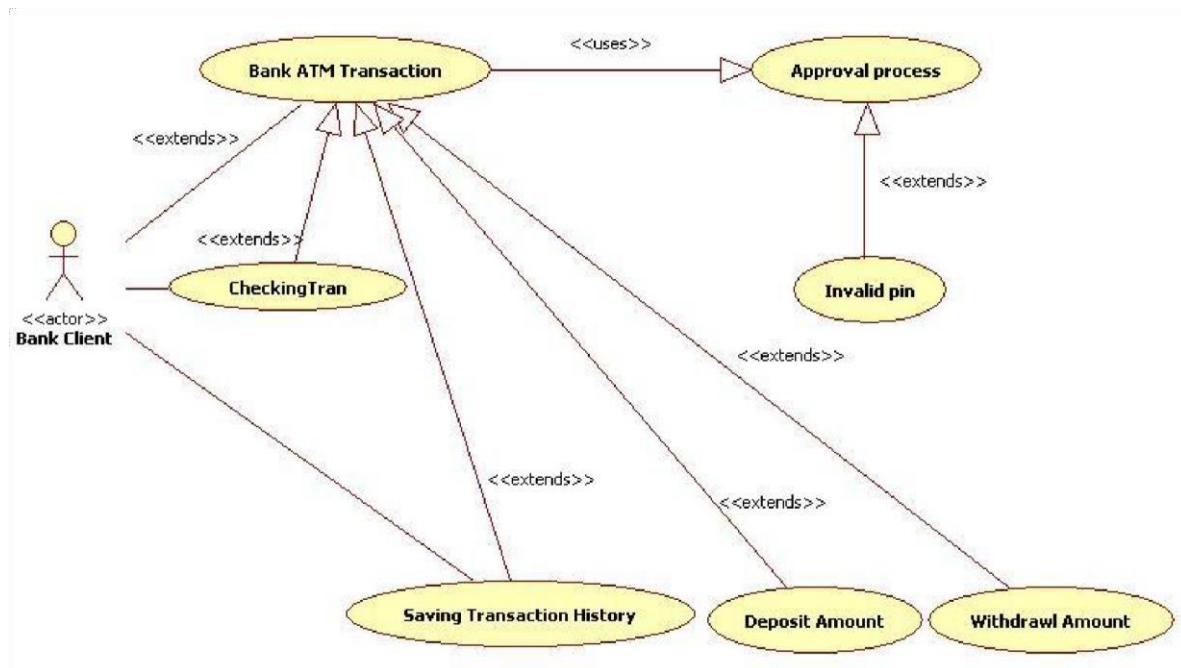 <<uses>>
Bank ATM Transaction
Approval process
<<extends>>
<<extends>>
<<extends>>
CheckingTran
Invalid pin
<<actor>>
Bank Client
<<extends>>
<<extends>>
<<extends>>
Saving Transaction History
Deposit Amount
Withdrawl Amount